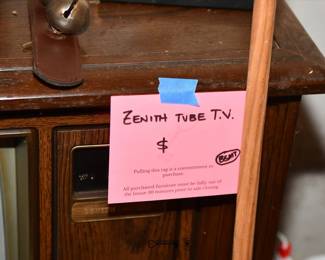 ZENITH TUBE T.V.
$
BSMT
Pulling this tag is a commitment to
purchase.
All purchased furniture must be fully out of
the house 30 minutes prior to sale closing.